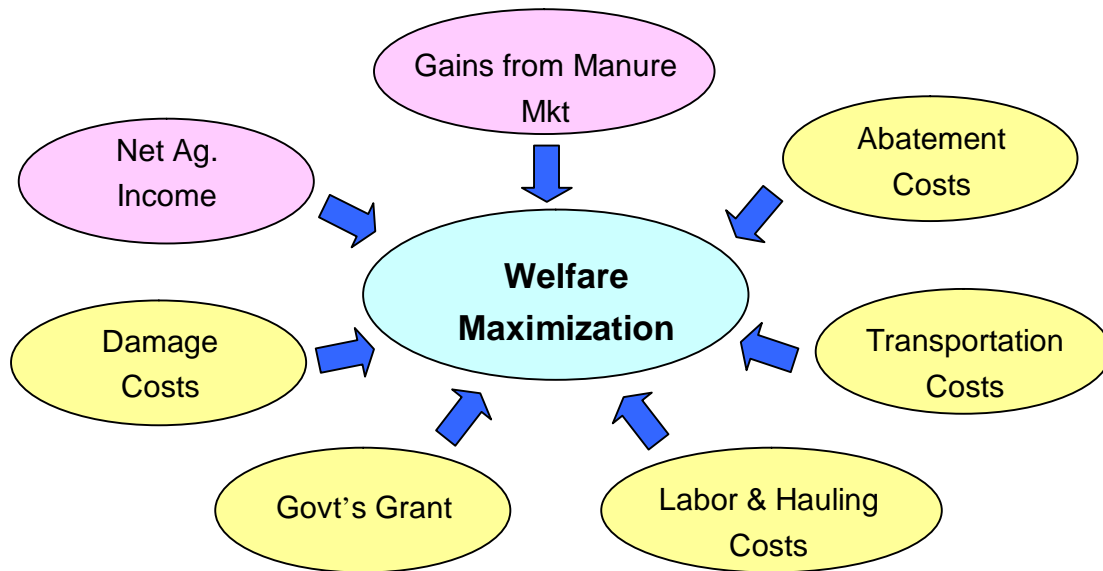 Gains from Manure
Mkt
Net Ag.
Income
Abatement
Costs
Welfare
Maximization
Damage
Costs
Transportation
Costs
Govt’s Grant
Labor & Hauling
Costs